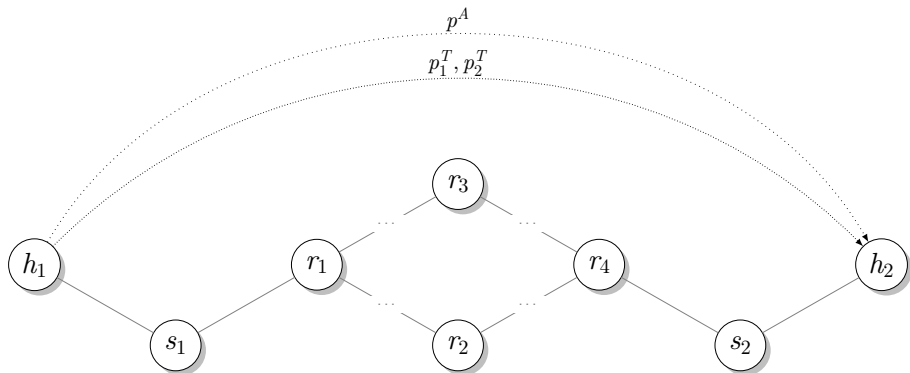 p^A
p_1^T, p_2^T
r_3
... ...
h_1 r_1 r_4 h_2
... ...
s_1 r_2 s_2